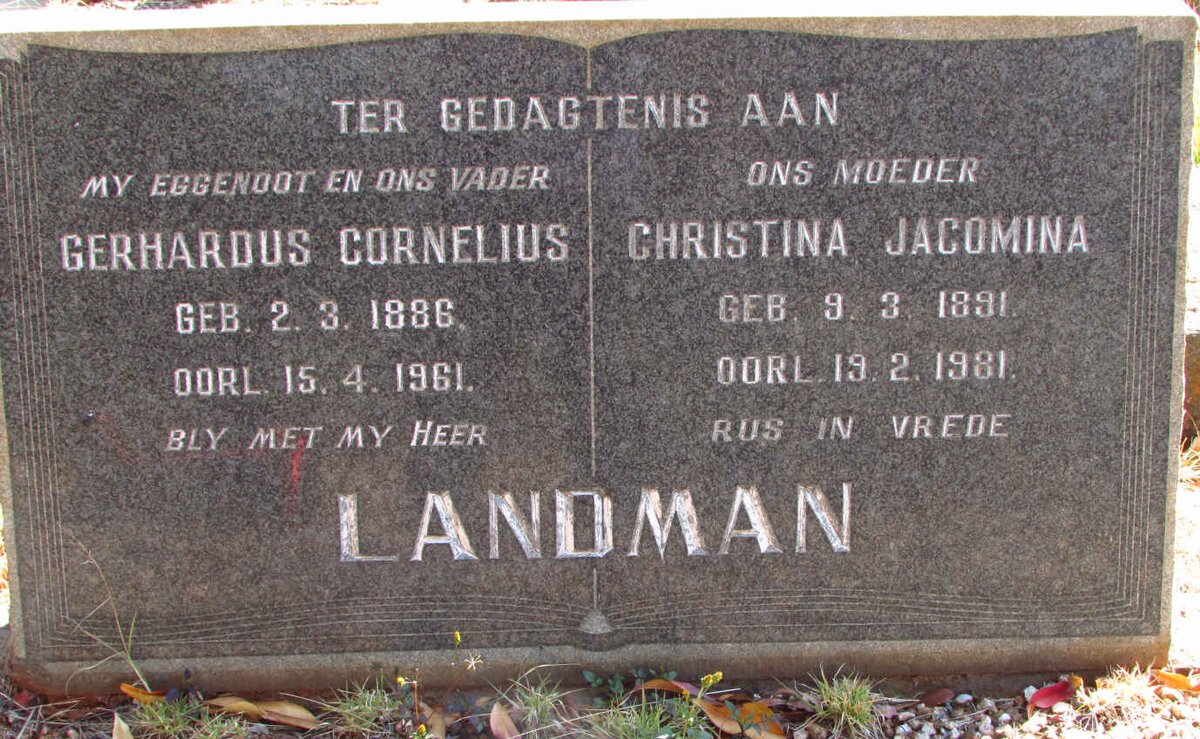 TER GEDAGTENIS AAN
MY EGGENOOT EN ONS VADER
GERHARDUS CORNELIUS
GEB. 2. 3. 1886.
OORL. 15. 4. 1961.
BLY MET MY HEER
ONS MOEDER
CHRISTINA JACOMINA
GEB. 9. 3. 1891.
OORL. 19. 2. 1981.
RUS IN VREDE
LANDMAN